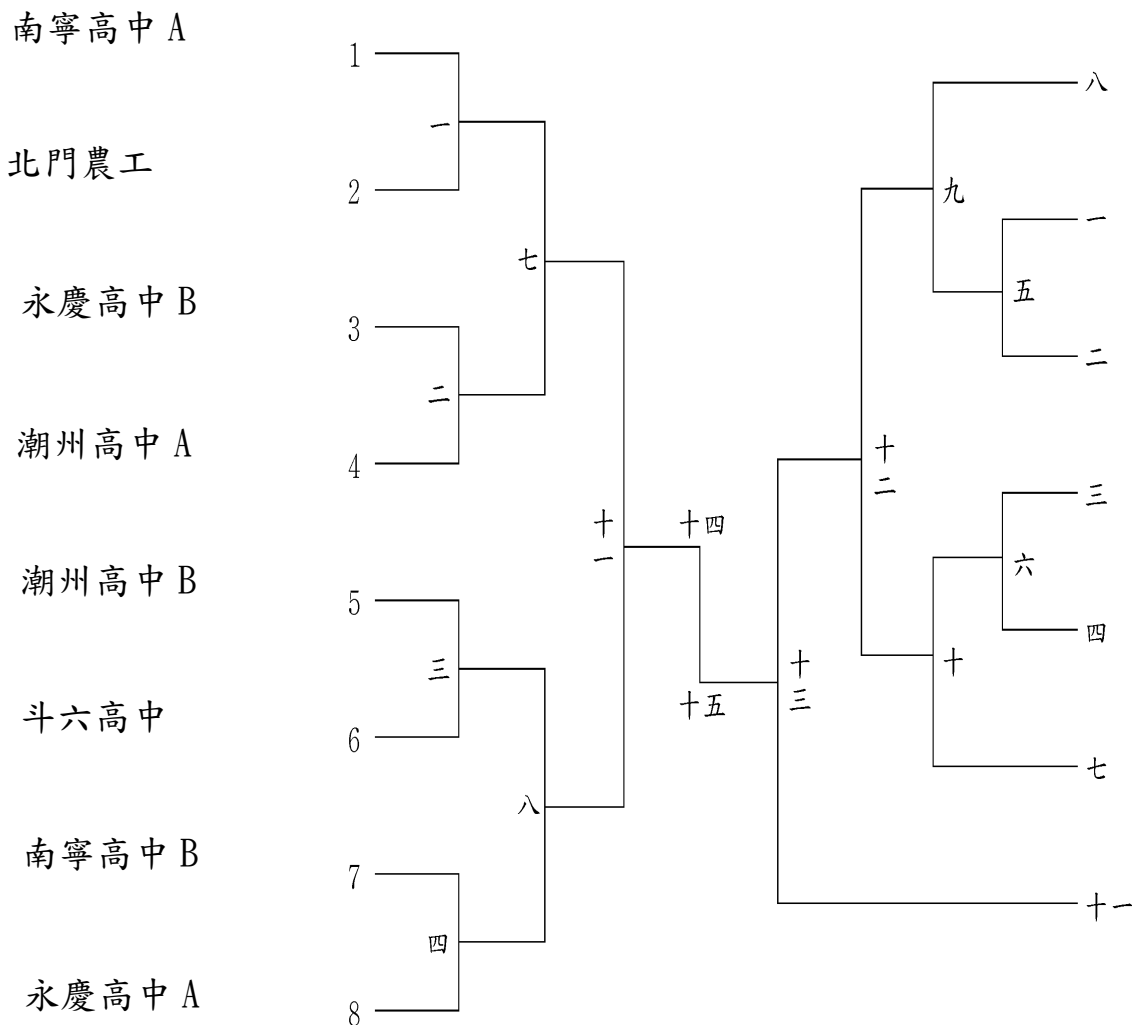 南寧高中 A
1
一
北門農工
2
七
永慶高中 B
3
二
潮州高中 A
4
十一
潮州高中 B
5
三
斗六高中
6
八
南寧高中 B
7
四
永慶高中 A
8
十四
十五
十三
十二
九
五
六
十
八
一
二
三
四
七
十一